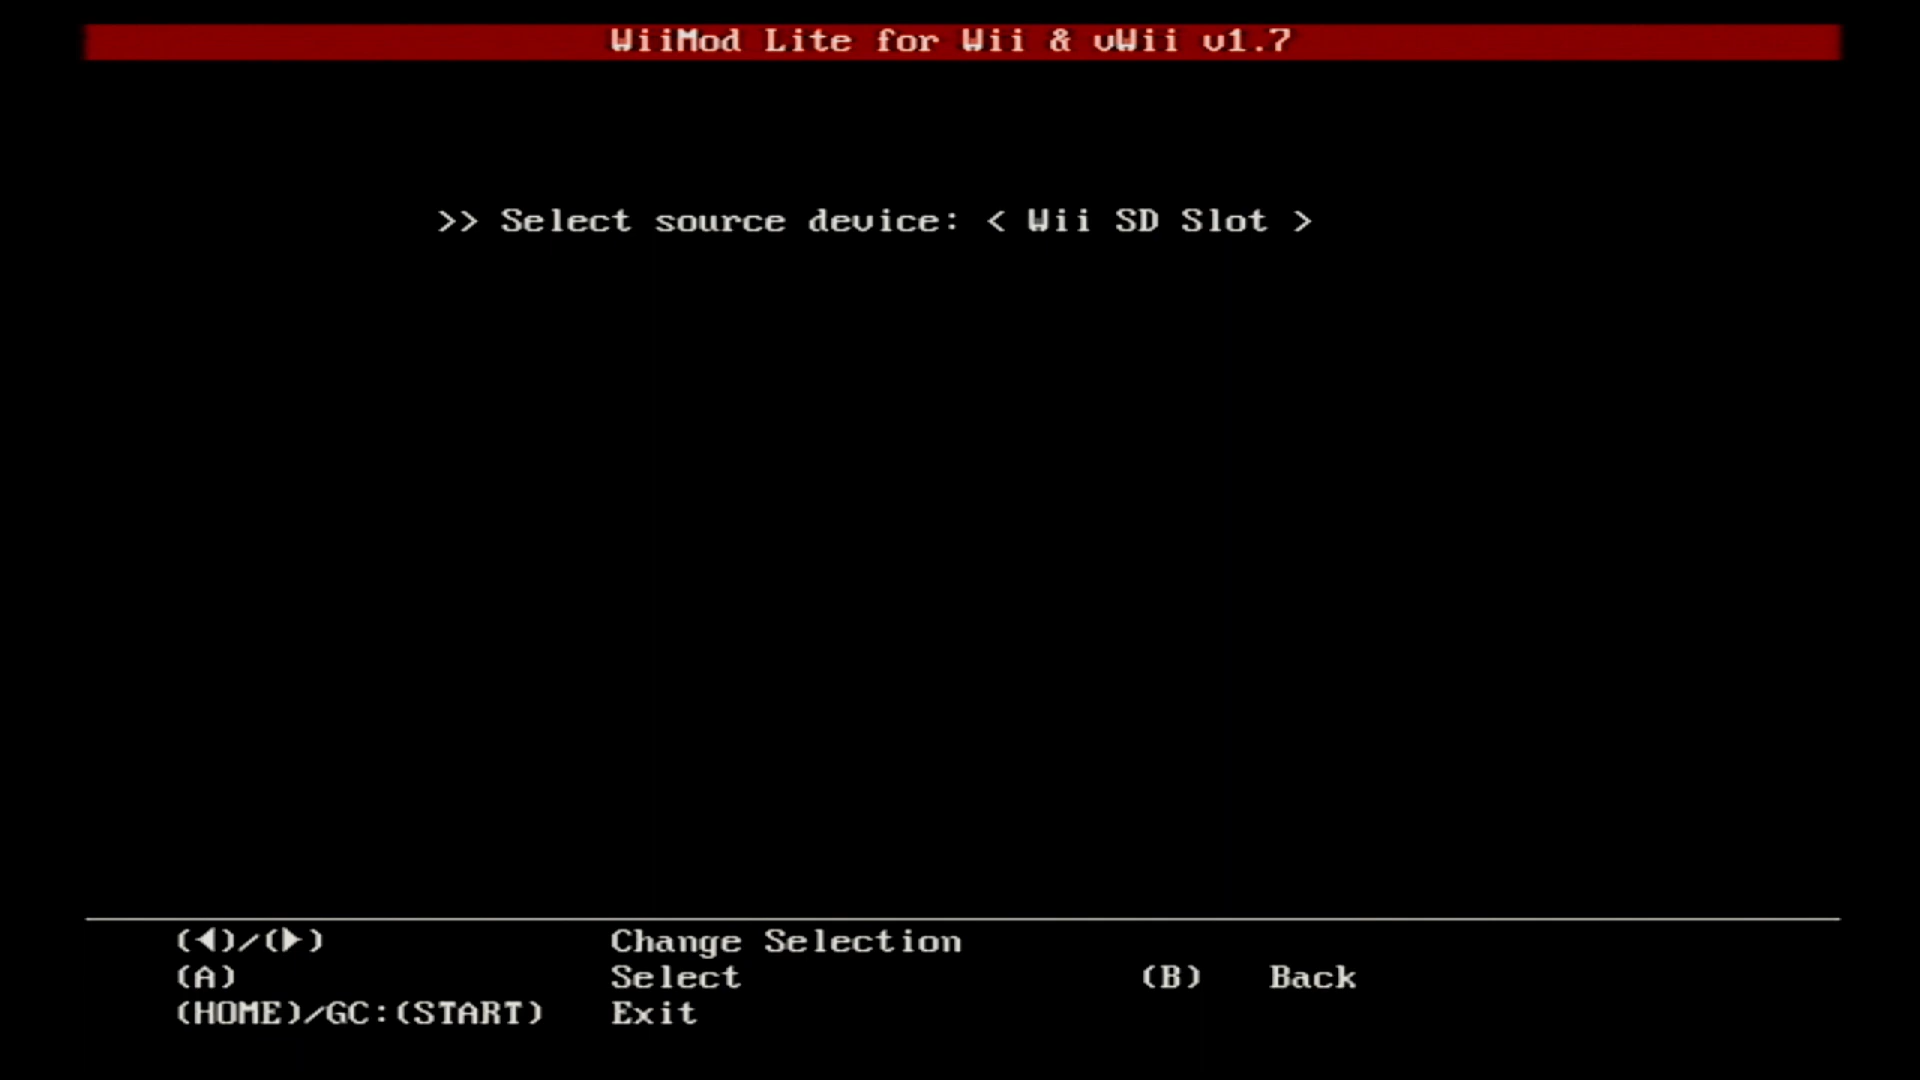 WiiMod Lite for Wii & vWii v1.7
>> Select source device: < Wii SD Slot >
(◄)/(►) Change Selection
(A) Select (B) Back
(HOME)/GC:(START) Exit